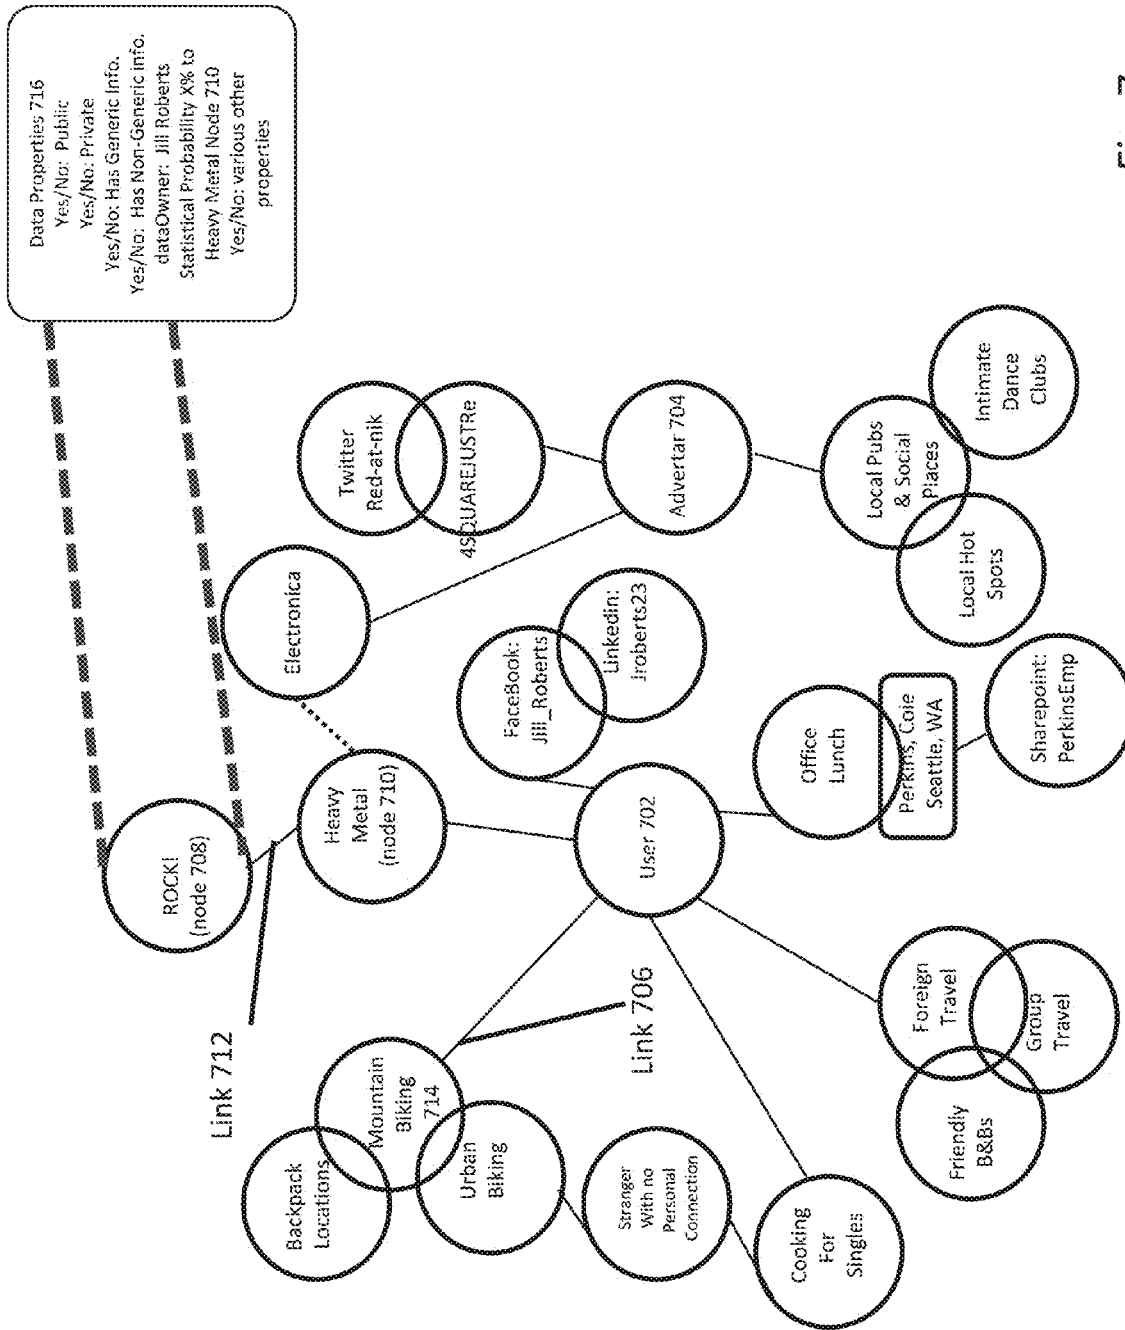 Data Properties 716
Yes/No: Public
Yes/No: Private
Yes/No: Has Generic Info.
Yes/No: Has Non-Generic info.
dataOwner: Jill Roberts
Statistical Probability X% to
Heavy Metal Node 710
Yes/No: various other
properties
ROCK!
(node 708)
Link 712
Heavy
Metal
(node 710)
Electronica
Twitter
Red-at-nik
4SQUAREJUSTRe
Backpack
Locations
Mountain
Biking
714
Urban
Biking
Link 706
FaceBook:
Jill_Roberts
Linkedin:
Jroberts23
Advertar 704
Stranger
With no
Personal
Connection
User 702
Cooking
For
Singles
Office
Lunch
Perkins, Coie
Seattle, WA
Sharepoint:
PerkinsEmp
Local Pubs
& Social
Places
Local Hot
Spots
Intimate
Dance
Clubs
Foreign
Travel
Friendly
B&Bs
Group
Travel